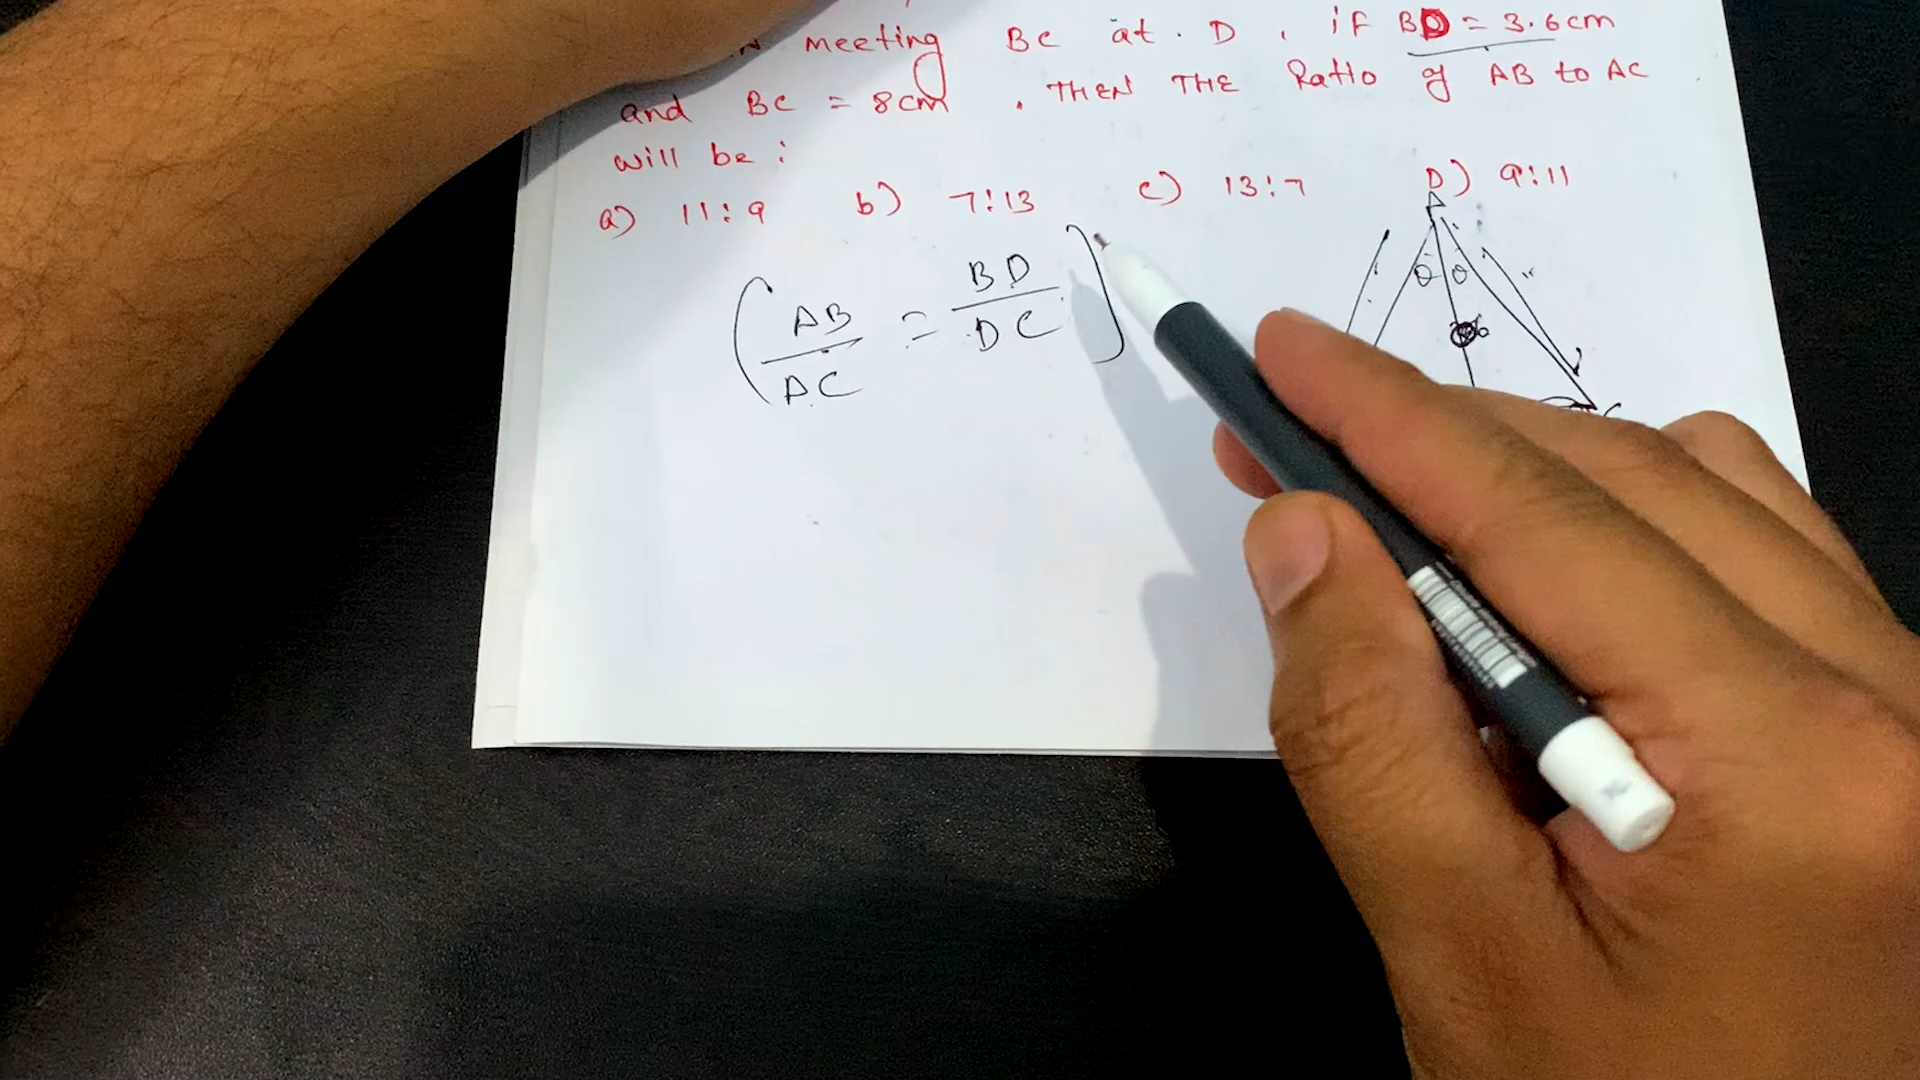 meeting BC at . D , if BD = 3.6cm
and BC = 8cm . THEN THE Ratio of AB to AC
will be :
a) 11:9 b) 7:13 c) 13:7 D) 9:11
AB/AC = BD/DC
A
θ θ
C